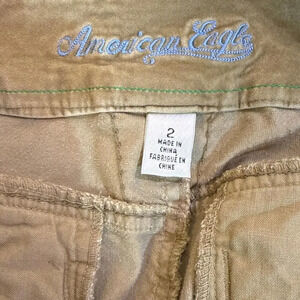 American Eagle
2
MADE IN
CHINA
FABRIQUÉ EN
CHINE